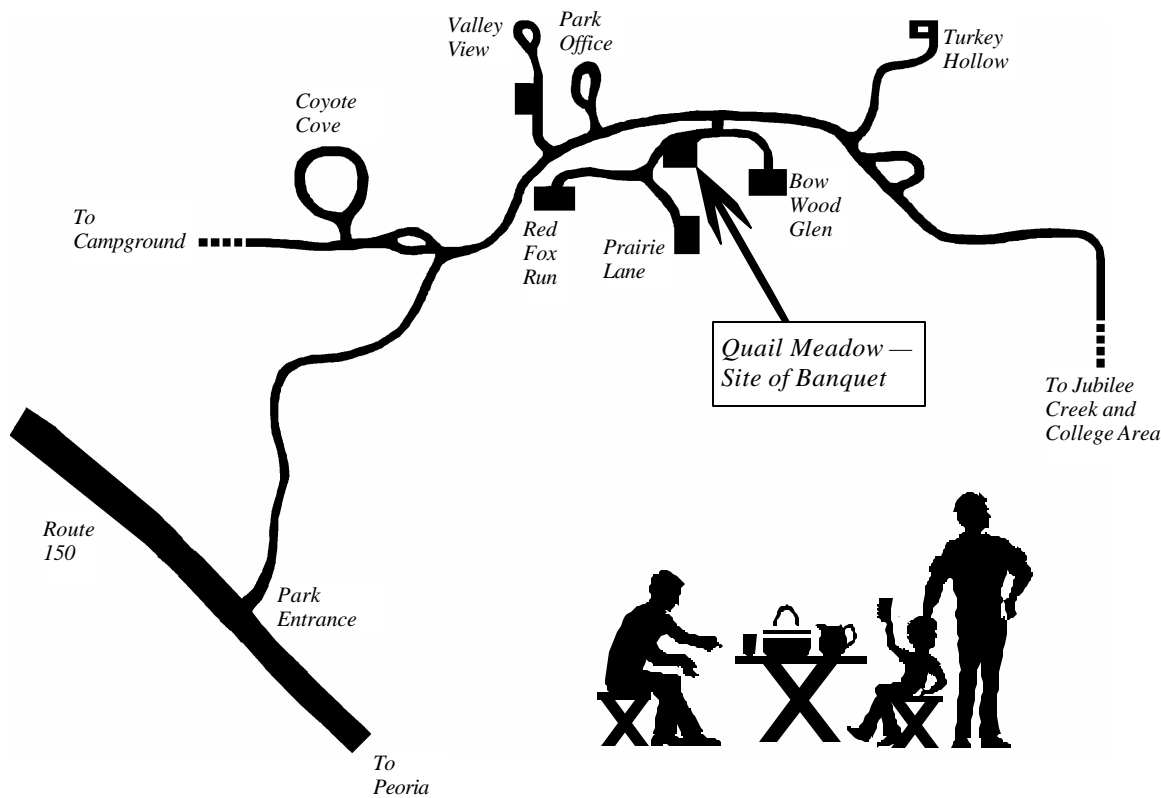 Valley
View
Park
Office
Turkey
Hollow
Coyote
Cove
To
Campground
Red
Fox
Run
Prairie
Lane
Bow
Wood
Glen
Quail Meadow —
Site of Banquet
To Jubilee
Creek and
College Area
Route
150
Park
Entrance
To
Peoria